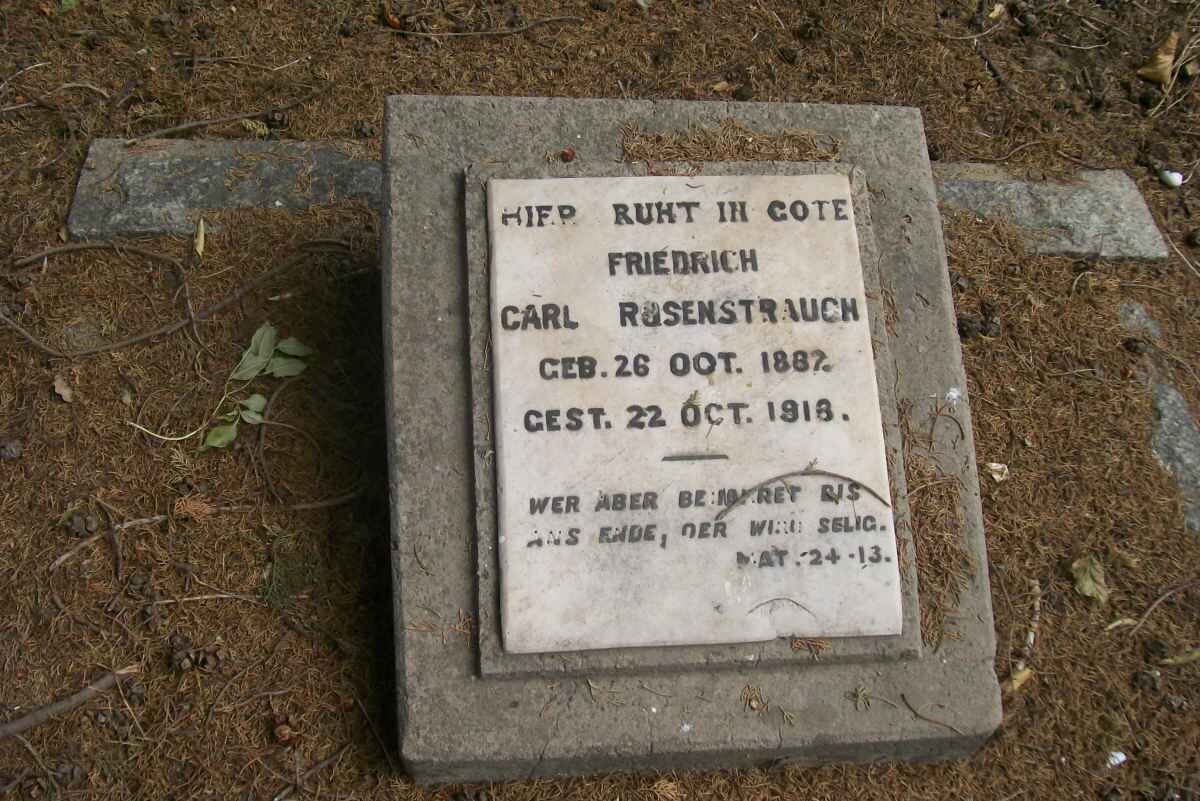 HIER RUHT IN GOTE
FRIEDRICH
CARL ROSENSTRAUCH
GEB. 26 OCT. 1887.
GEST. 22 OCT. 1918.
WER ABER BEHARRET BIS
ANS ENDE, DER WIRD SELIG.
MAT. 24-13.